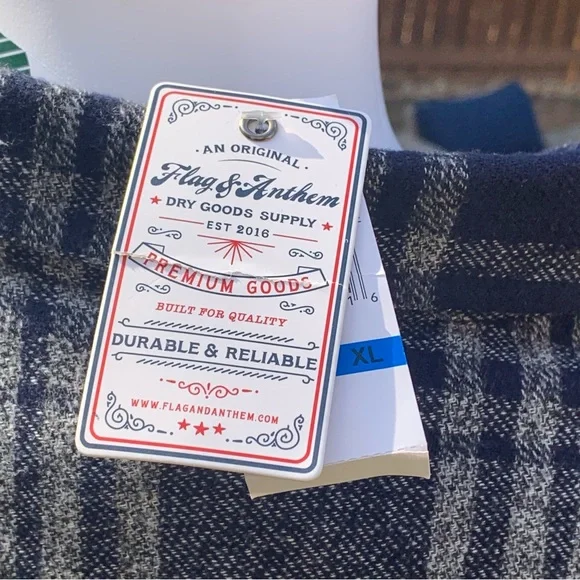 · AN ORIGINAL ·
Flag & Anthem
DRY GOODS SUPPLY
EST 2016
PREMIUM GOODS
BUILT FOR QUALITY
DURABLE & RELIABLE
WWW.FLAGANDANTHEM.COM
6
XL